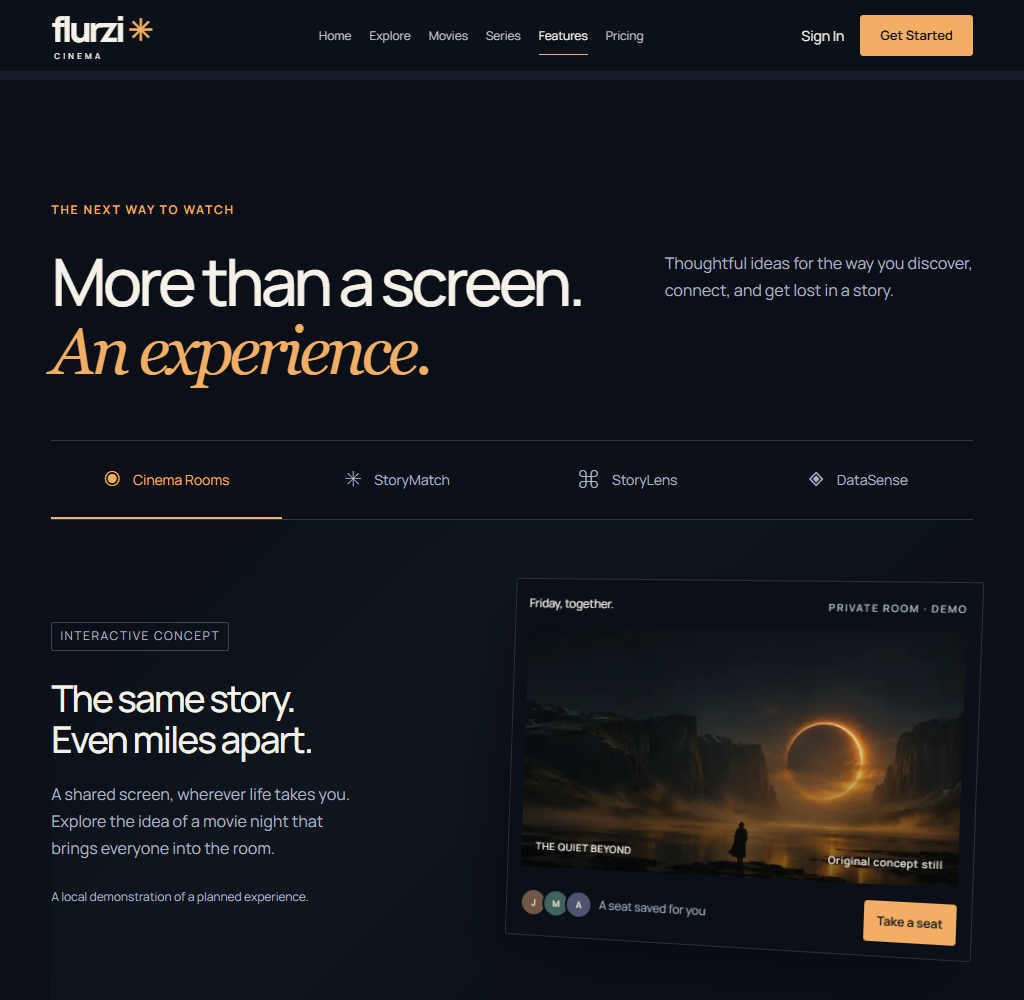 flurzi
CINEMA
Home Explore Movies Series Features Pricing
Sign In
Get Started
THE NEXT WAY TO WATCH
More than a screen.
An experience.
Thoughtful ideas for the way you discover,
connect, and get lost in a story.
Cinema Rooms StoryMatch StoryLens DataSense
INTERACTIVE CONCEPT
The same story.
Even miles apart.
A shared screen, wherever life takes you.
Explore the idea of a movie night that
brings everyone into the room.
A local demonstration of a planned experience.
Friday, together.
PRIVATE ROOM · DEMO
THE QUIET BEYOND
Original concept still
J M A
A seat saved for you
Take a seat